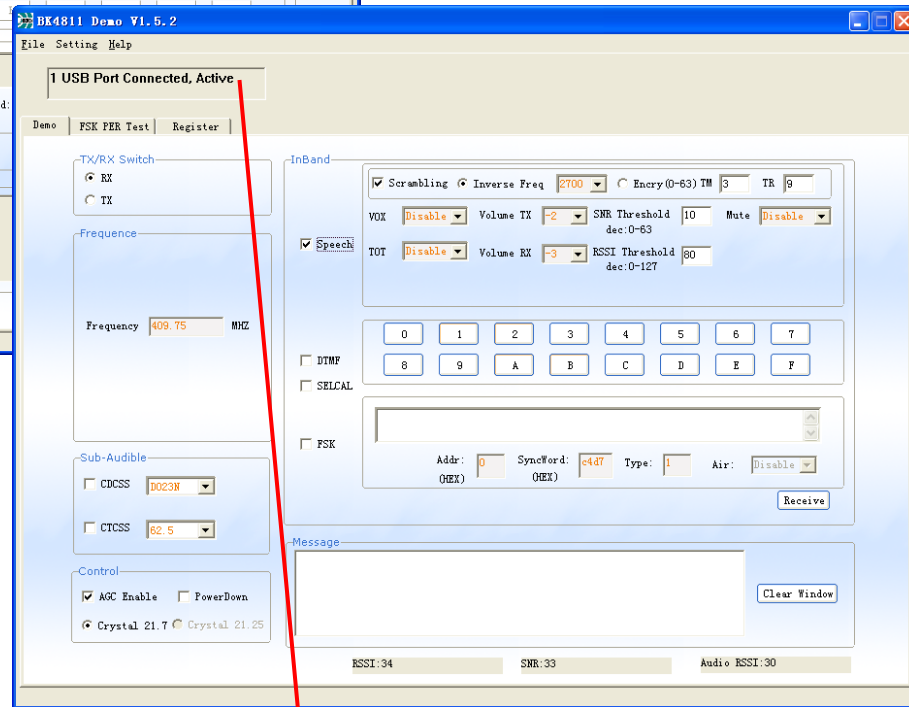 BK4811 Demo V1.5.2
File Setting Help
1 USB Port Connected, Active
d:
Demo FSK PER Test Register
TX/RX Switch
RX
TX
Frequence
Frequency 409.75 MHZ
Sub-Audible
CDCSS D023N
CTCSS 62.5
Control
AGC Enable PowerDown
Crystal 21.7 Crystal 21.25
InBand
Speech
Scrambling Inverse Freq 2700 Encry(0-63) TM 3 TR 9
VOX Disable Volume TX -2 SNR Threshold 10 Mute Disable
dec:0-63
TOT Disable Volume RX -3 RSSI Threshold 80
dec:0-127
DTMF
SELCAL
0 1 2 3 4 5 6 7
8 9 A B C D E F
FSK
Addr: 0 SyncWord: c4d7 Type: 1 Air: Disable
(HEX) (HEX)
Receive
Message
Clear Window
RSSI:34 SNR:33 Audio RSSI:30